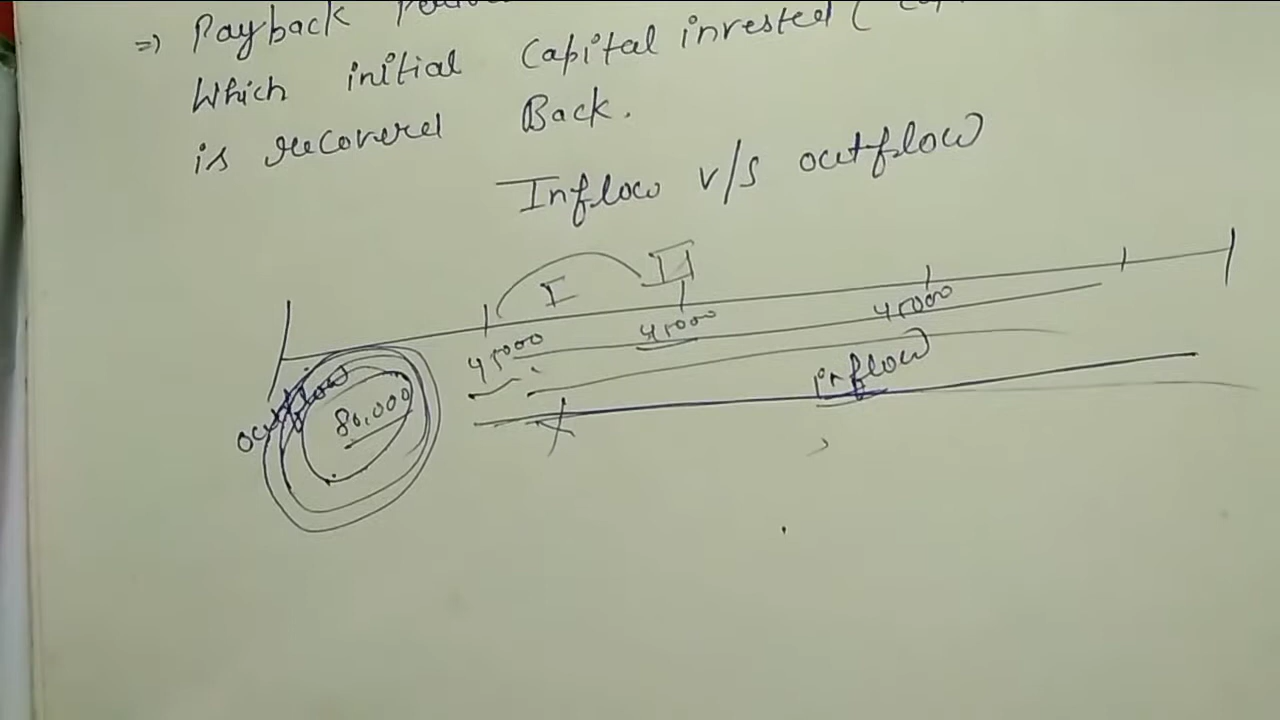 =) Payback
Which initial Capital invested (
is recovered Back.
Inflow v/s outflow
I II
45000 45000 45000
outflow 80,000 inflow